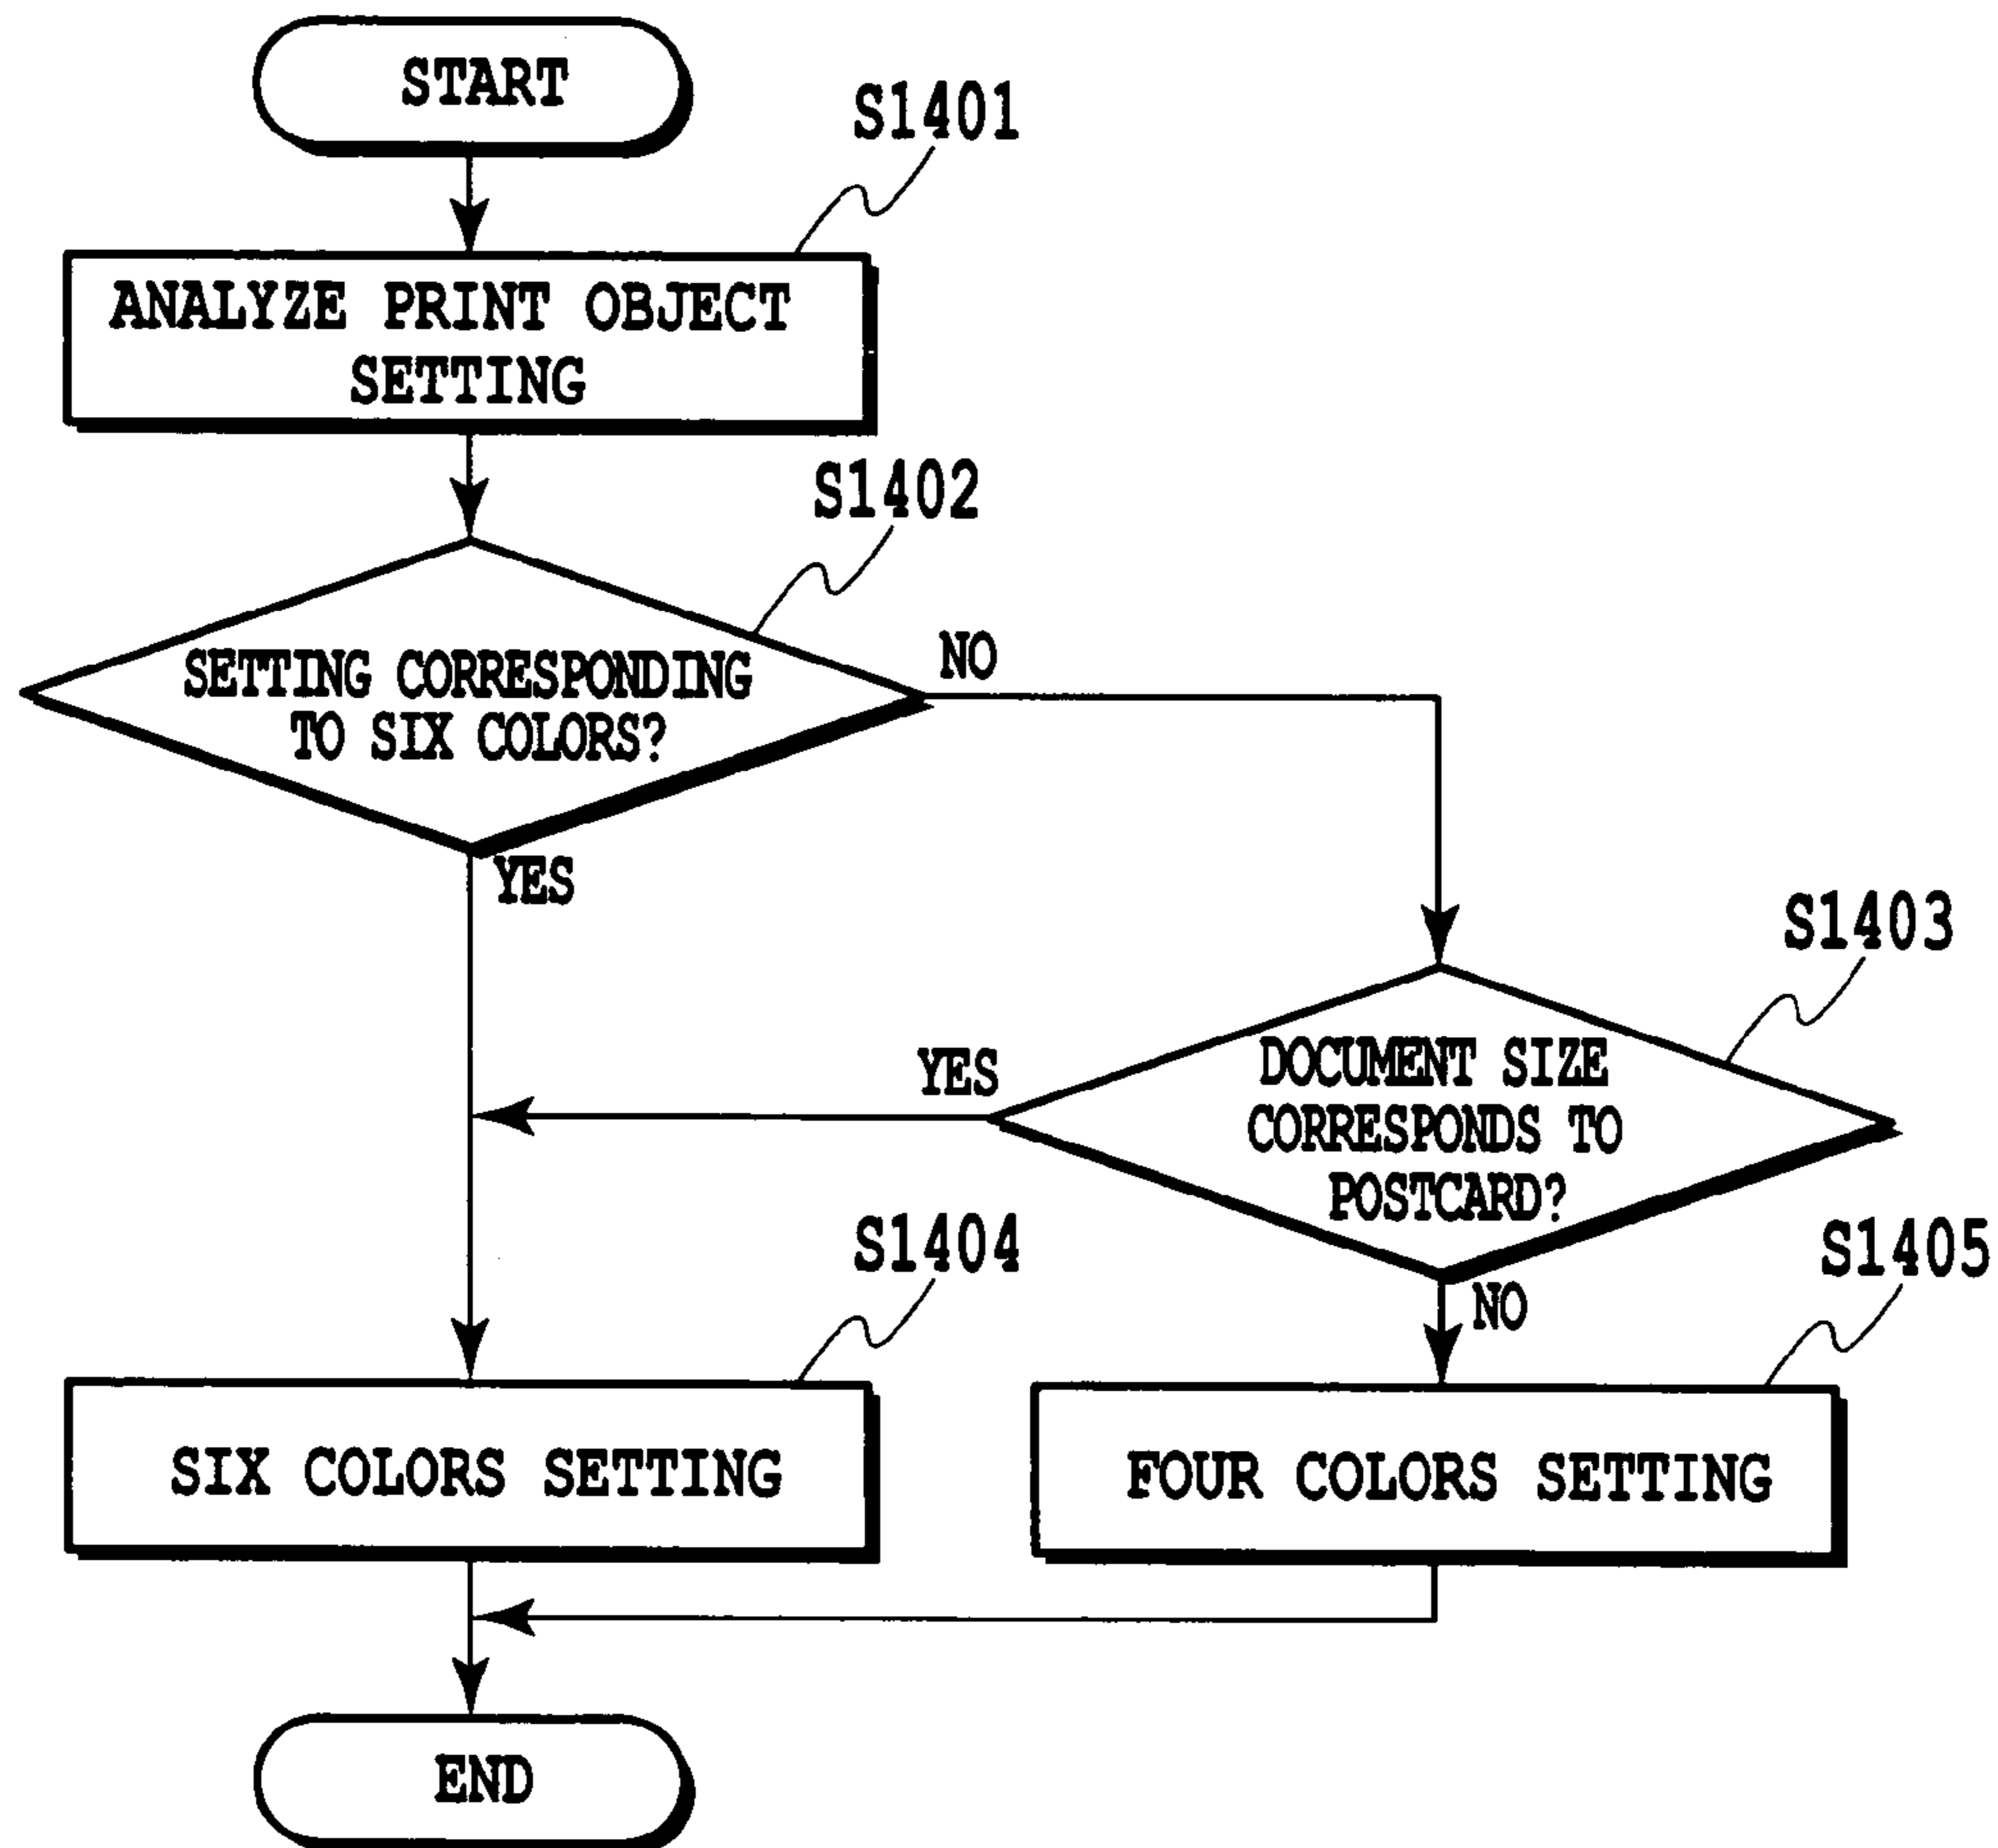 START
S1401
ANALYZE PRINT OBJECT
SETTING
S1402
SETTING CORRESPONDING
TO SIX COLORS?
NO
YES
S1403
DOCUMENT SIZE
CORRESPONDS TO
POSTCARD?
YES
NO
S1404
SIX COLORS SETTING
S1405
FOUR COLORS SETTING
END